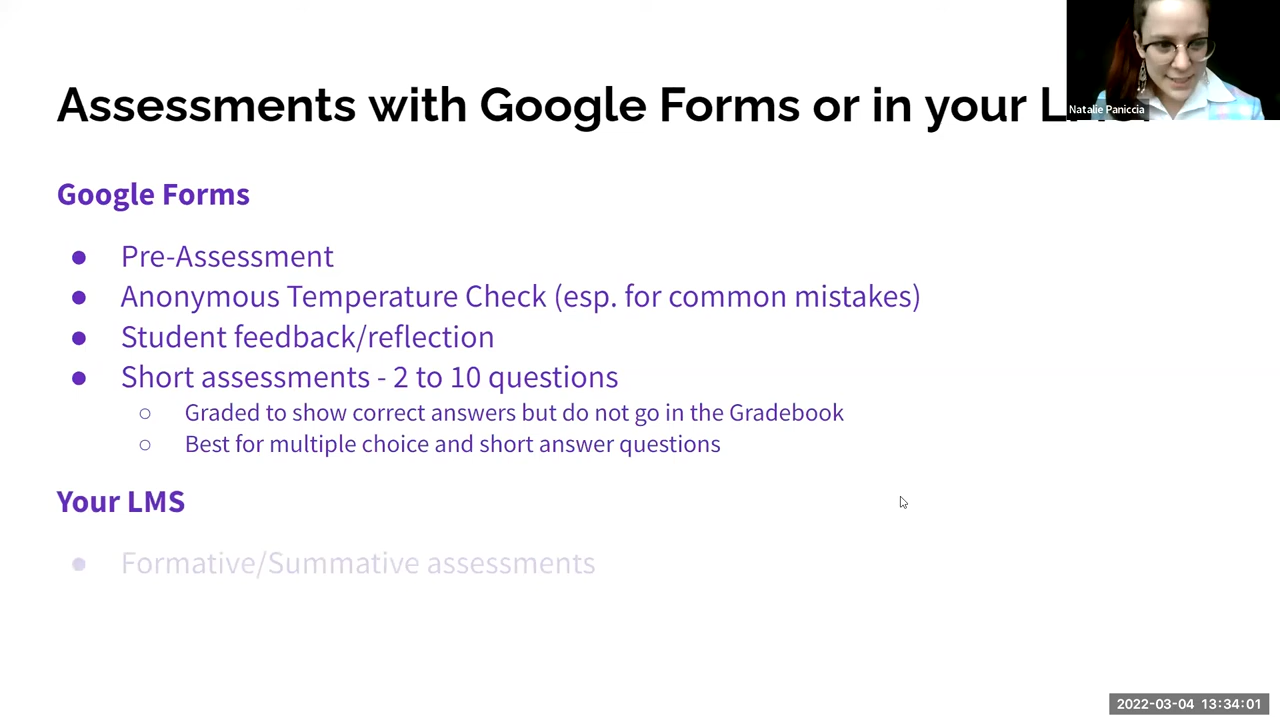 Assessments with Google Forms or in your
Natalie Paniccia
Google Forms
● Pre-Assessment
● Anonymous Temperature Check (esp. for common mistakes)
● Student feedback/reflection
● Short assessments - 2 to 10 questions
○ Graded to show correct answers but do not go in the Gradebook
○ Best for multiple choice and short answer questions
Your LMS
● Formative/Summative assessments
2022-03-04 13:34:01